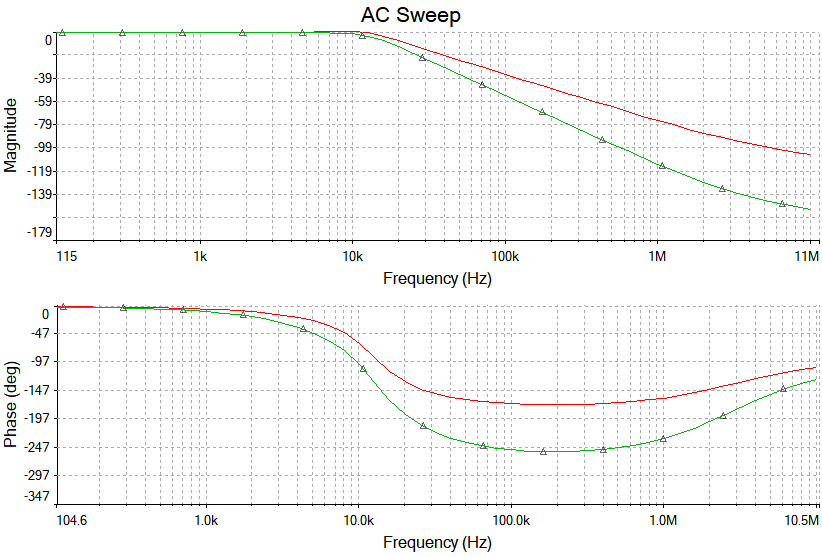 AC Sweep
Magnitude
0
-39
-59
-79
-99
-119
-139
-179
115 1k 10k 100k 1M 11M
Frequency (Hz)
Phase (deg)
0
-47
-97
-147
-197
-247
-297
-347
104.6 1.0k 10.0k 100.0k 1.0M 10.5M
Frequency (Hz)